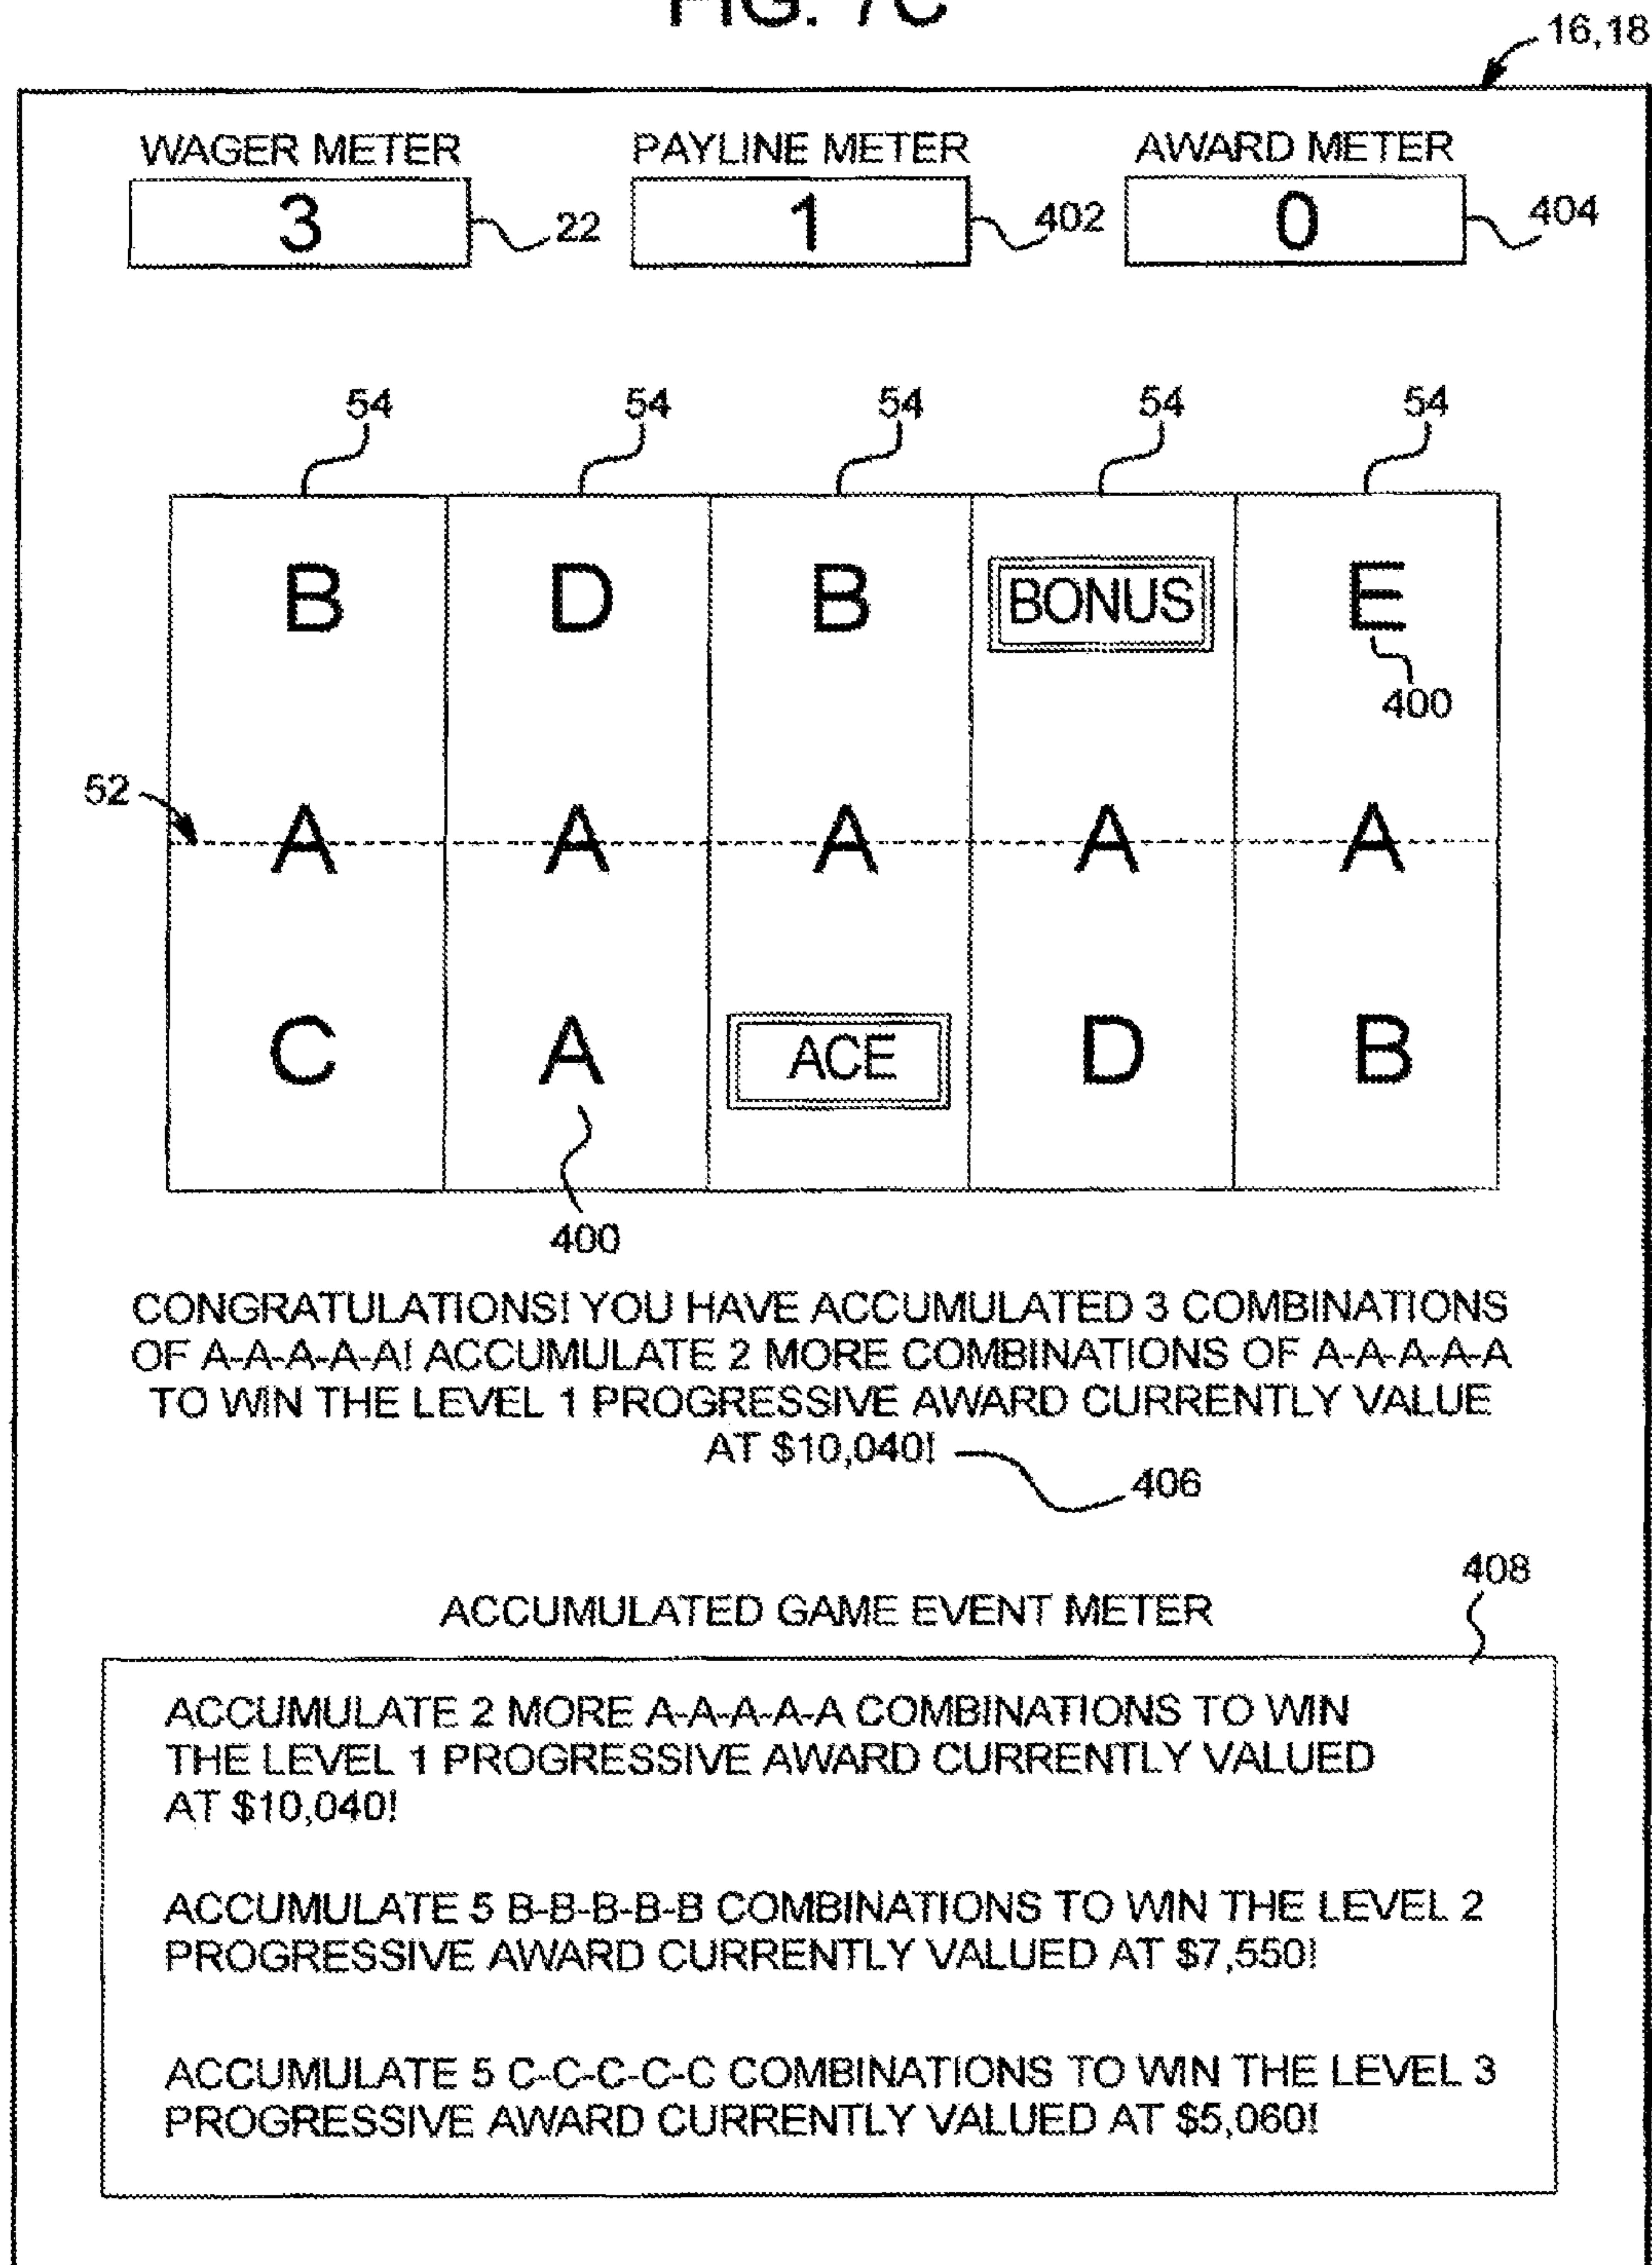 FIG. 7C
16,18
WAGER METER PAYLINE METER AWARD METER
3 22 1 402 0 404
54 54 54 54 54
B D B BONUS E
400
52
A A A A A
C A ACE D B
400
CONGRATULATIONS! YOU HAVE ACCUMULATED 3 COMBINATIONS
OF A-A-A-A-A! ACCUMULATE 2 MORE COMBINATIONS OF A-A-A-A-A
TO WIN THE LEVEL 1 PROGRESSIVE AWARD CURRENTLY VALUE
AT $10,040!
406
408
ACCUMULATED GAME EVENT METER
ACCUMULATE 2 MORE A-A-A-A-A COMBINATIONS TO WIN
THE LEVEL 1 PROGRESSIVE AWARD CURRENTLY VALUED
AT $10,040!
ACCUMULATE 5 B-B-B-B-B COMBINATIONS TO WIN THE LEVEL 2
PROGRESSIVE AWARD CURRENTLY VALUED AT $7,550!
ACCUMULATE 5 C-C-C-C-C COMBINATIONS TO WIN THE LEVEL 3
PROGRESSIVE AWARD CURRENTLY VALUED AT $5,060!